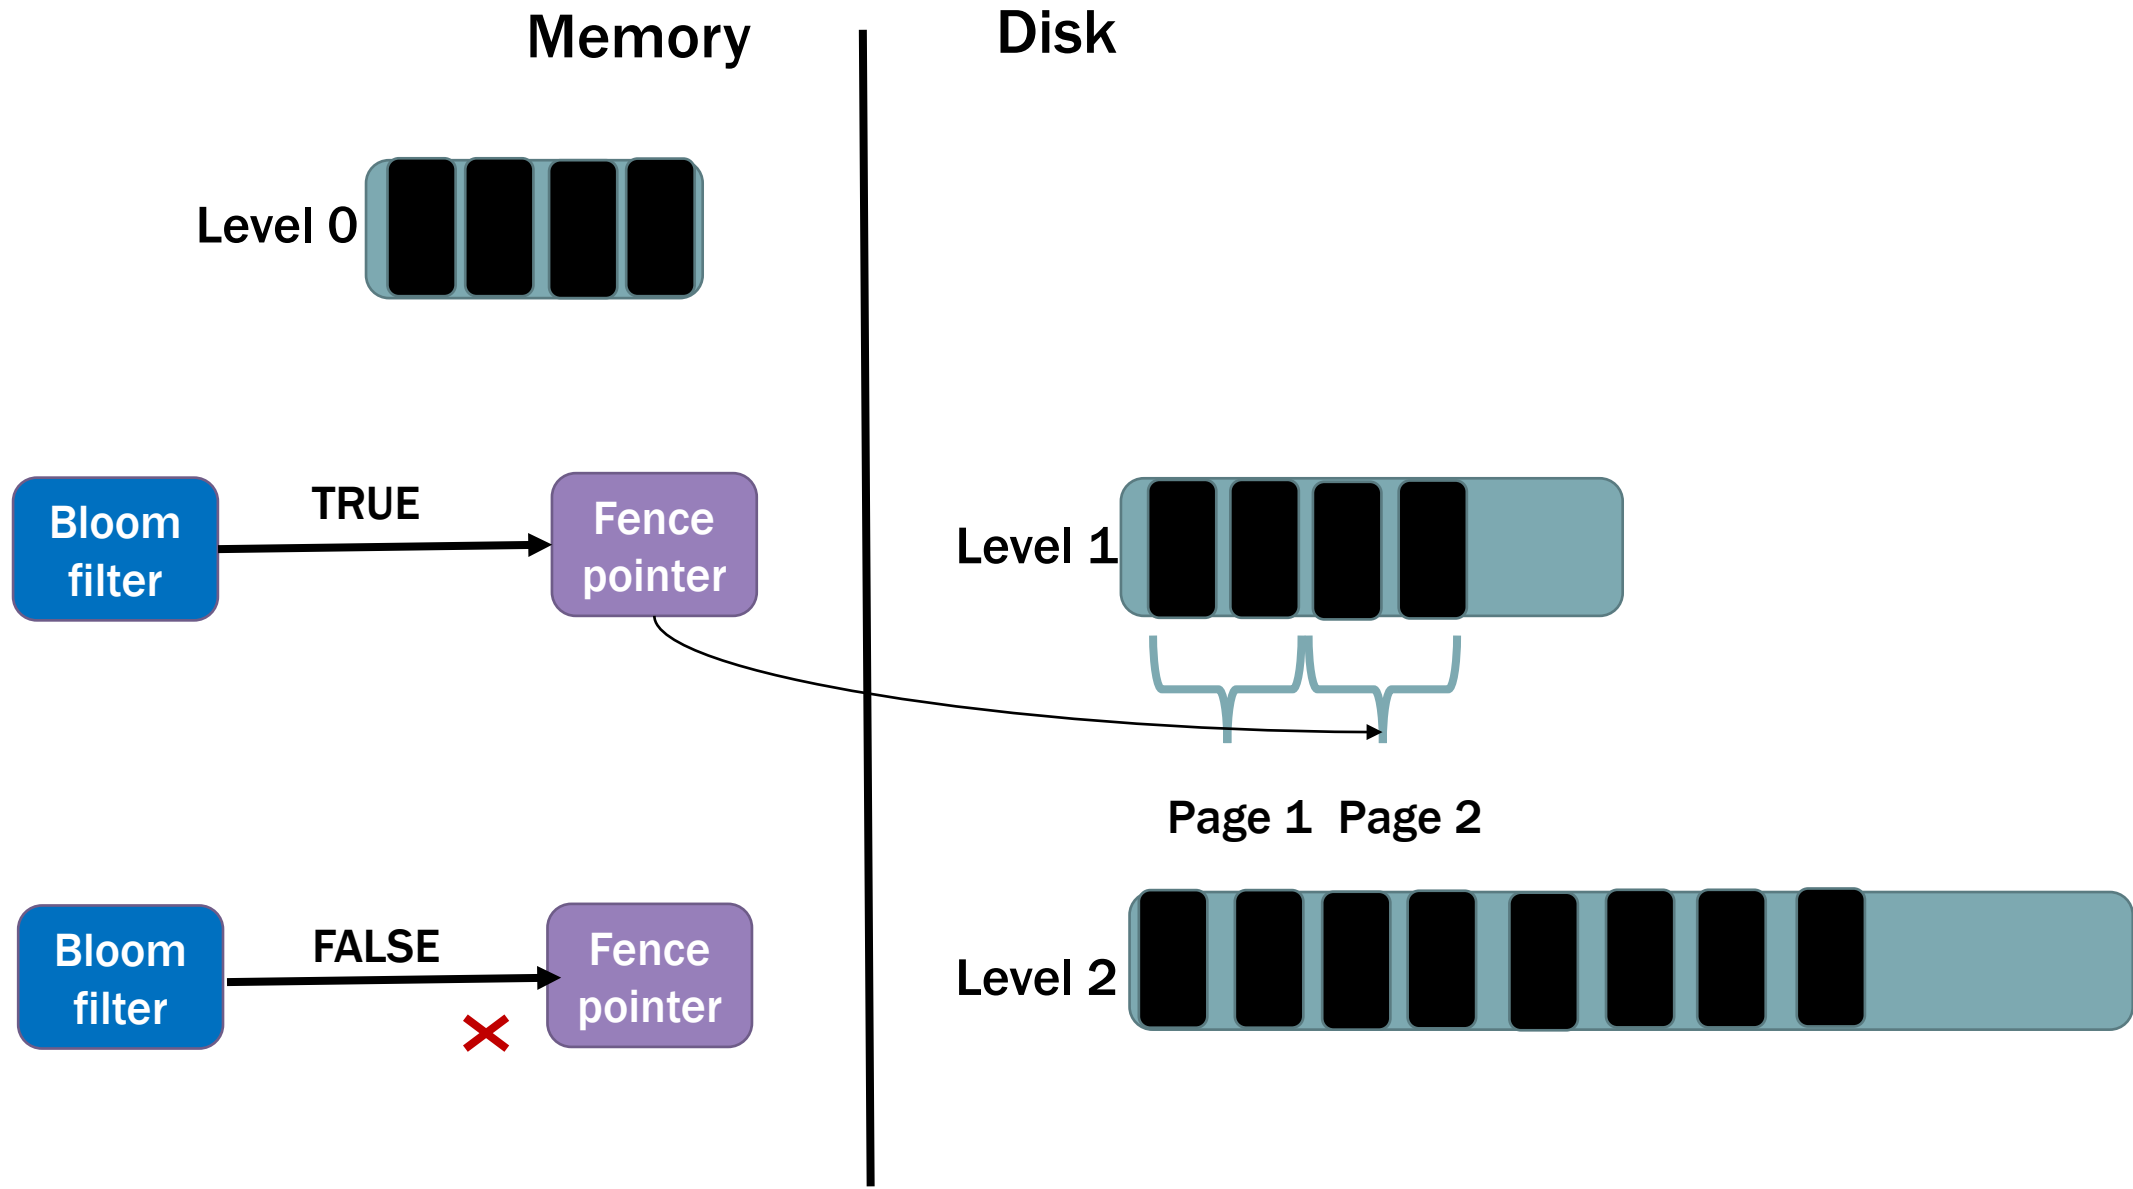 Memory
Disk
Level 0
Bloom
filter
TRUE
Fence
pointer
Level 1
Page 1
Page 2
Bloom
filter
FALSE
Fence
pointer
Level 2